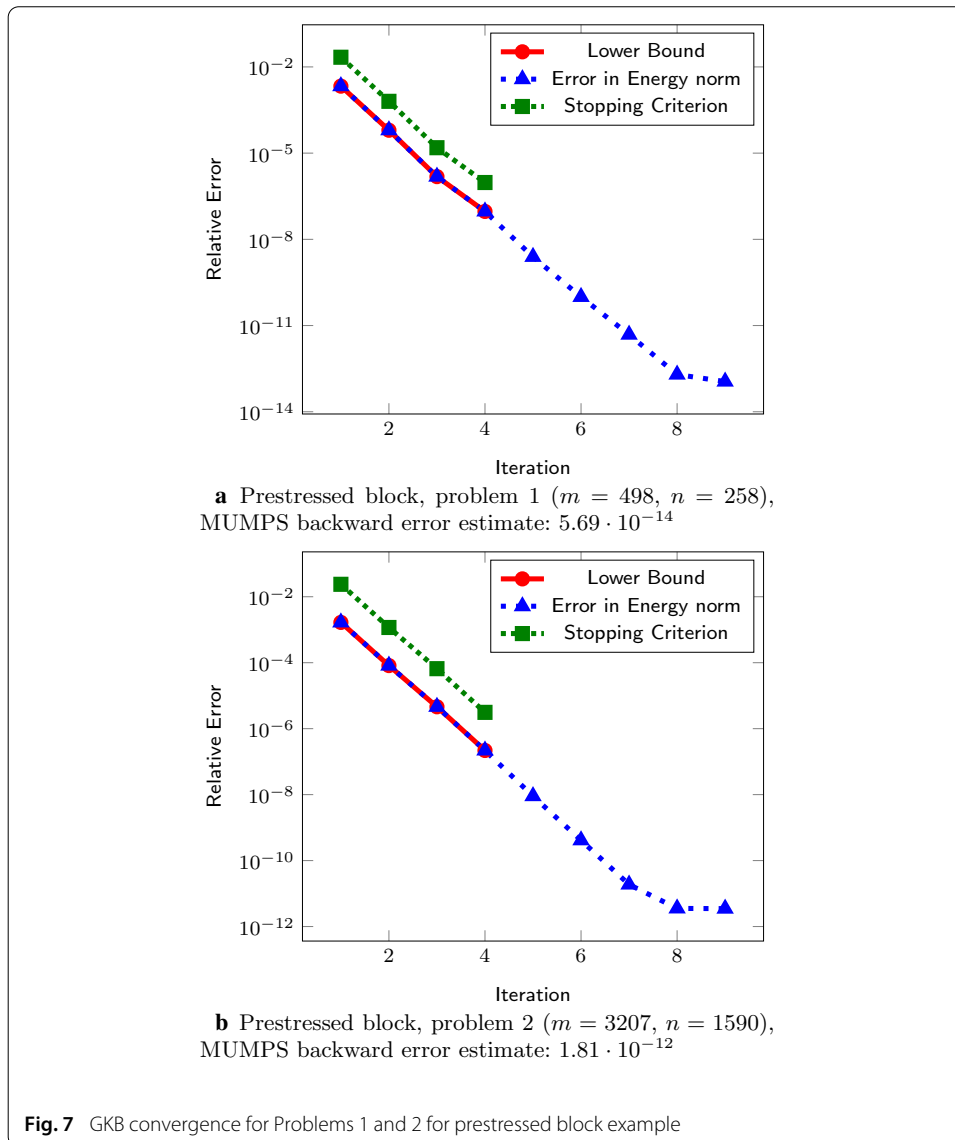 Lower Bound
Error in Energy norm
Stopping Criterion
10⁻²
10⁻⁵
10⁻⁸
10⁻¹¹
10⁻¹⁴
Relative Error
2 4 6 8
Iteration
a Prestressed block, problem 1 (m = 498, n = 258),
MUMPS backward error estimate: 5.69 · 10⁻¹⁴
Lower Bound
Error in Energy norm
Stopping Criterion
10⁻²
10⁻⁴
10⁻⁶
10⁻⁸
10⁻¹⁰
10⁻¹²
Relative Error
2 4 6 8
Iteration
b Prestressed block, problem 2 (m = 3207, n = 1590),
MUMPS backward error estimate: 1.81 · 10⁻¹²
Fig. 7 GKB convergence for Problems 1 and 2 for prestressed block example